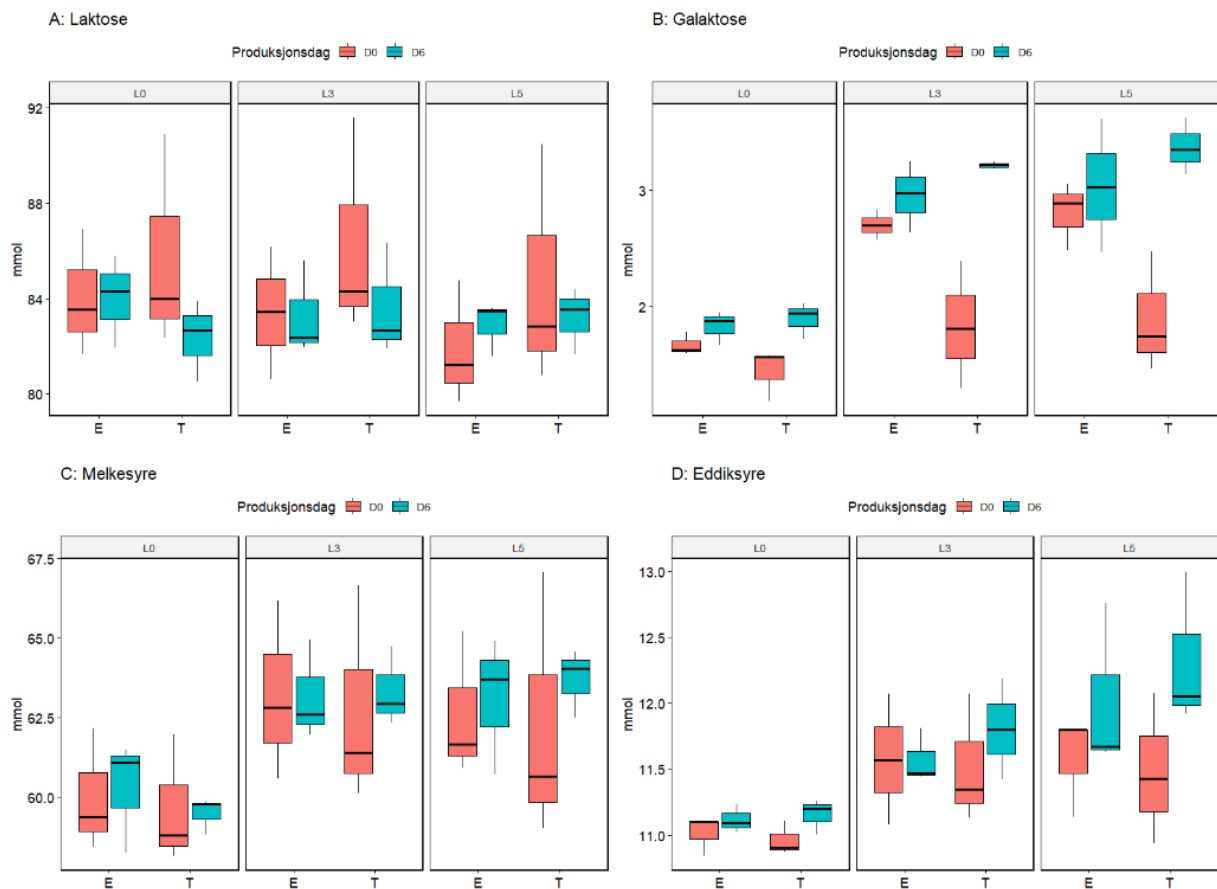 A: Laktose
Produksjonsdag D0 D6
L0 L3 L5
92
88
84
80
mmol
E T E T E T
B: Galaktose
Produksjonsdag D0 D6
L0 L3 L5
3
2
mmol
E T E T E T
C: Melkesyre
Produksjonsdag D0 D6
L0 L3 L5
67.5
65.0
62.5
60.0
mmol
E T E T E T
D: Eddiksyre
Produksjonsdag D0 D6
L0 L3 L5
13.0
12.5
12.0
11.5
11.0
mmol
E T E T E T